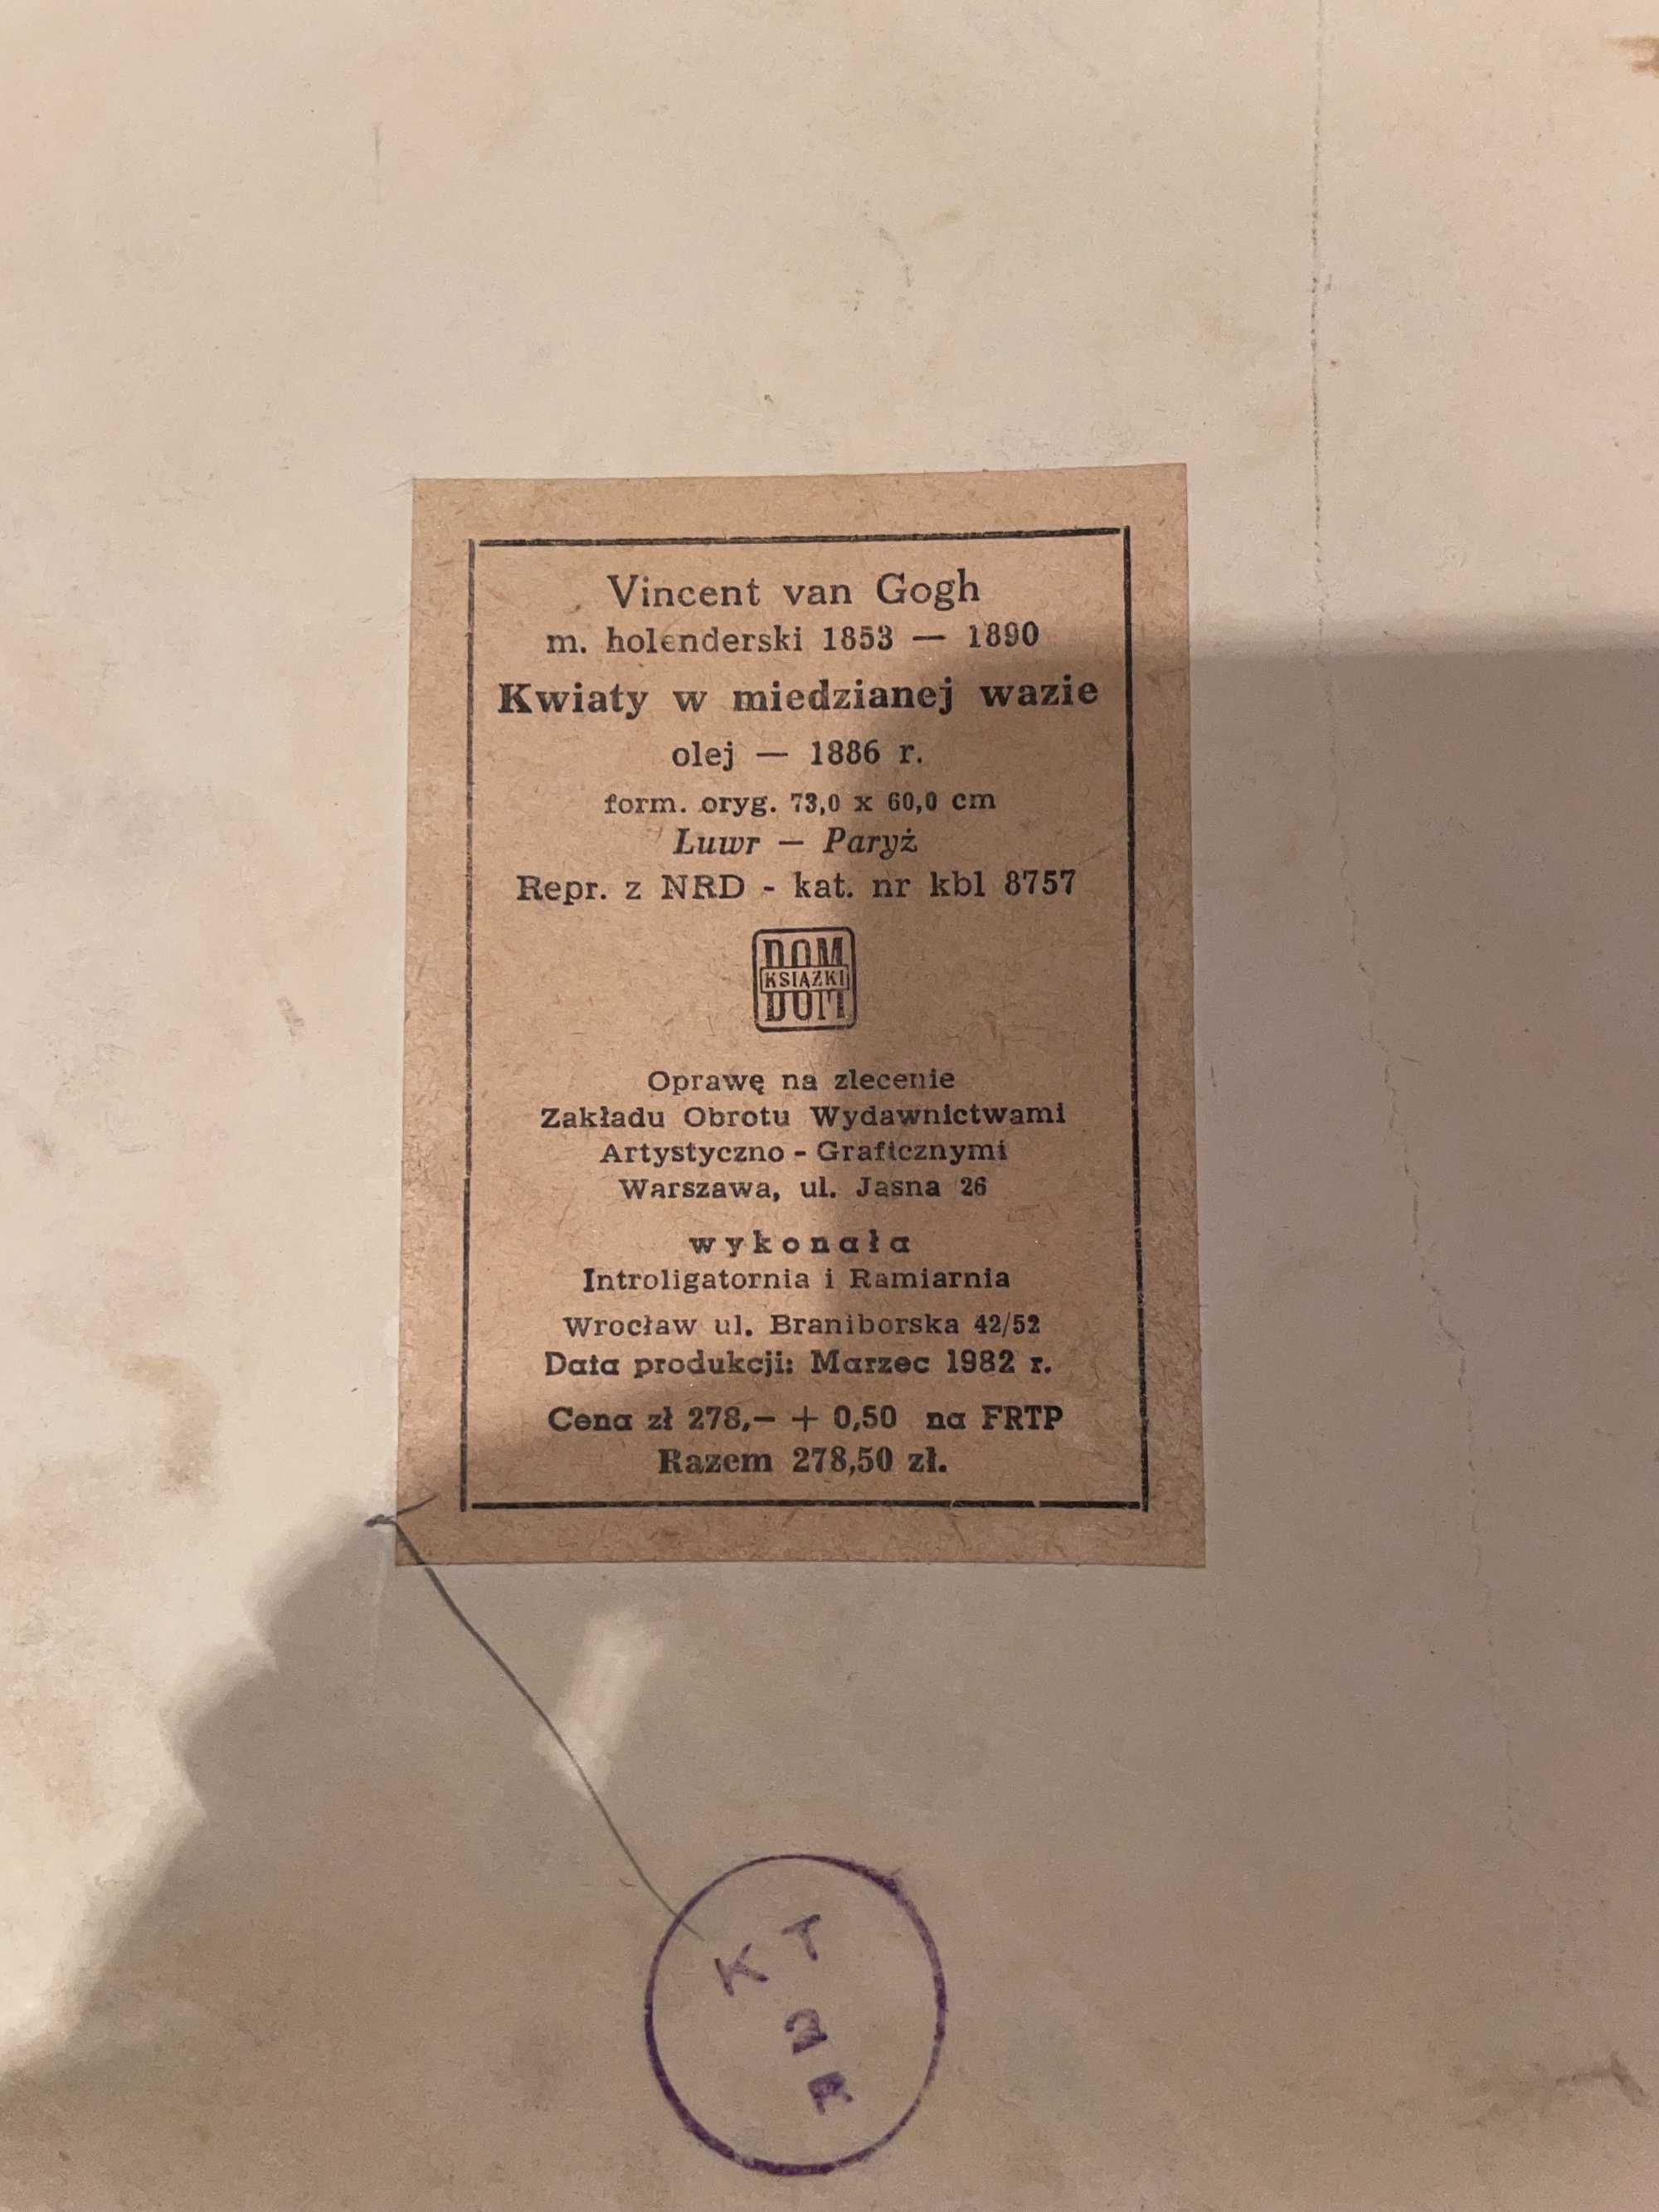 Vincent van Gogh
m. holenderski 1853 — 1890
Kwiaty w miedzianej wazie
olej — 1886 r.
form. oryg. 73,0 x 60,0 cm
Luwr — Paryż
Repr. z NRD - kat. nr kbl 8757
DOM
KSIĄŻKI
DOM
Oprawę na zlecenie
Zakładu Obrotu Wydawnictwami
Artystyczno - Graficznymi
Warszawa, ul. Jasna 26
wykonała
Introligatornia i Ramiarnia
Wrocław ul. Braniborska 42/52
Data produkcji: Marzec 1982 r.
Cena zł 278,— + 0,50 na FRTP
Razem 278,50 zł.
K T
2